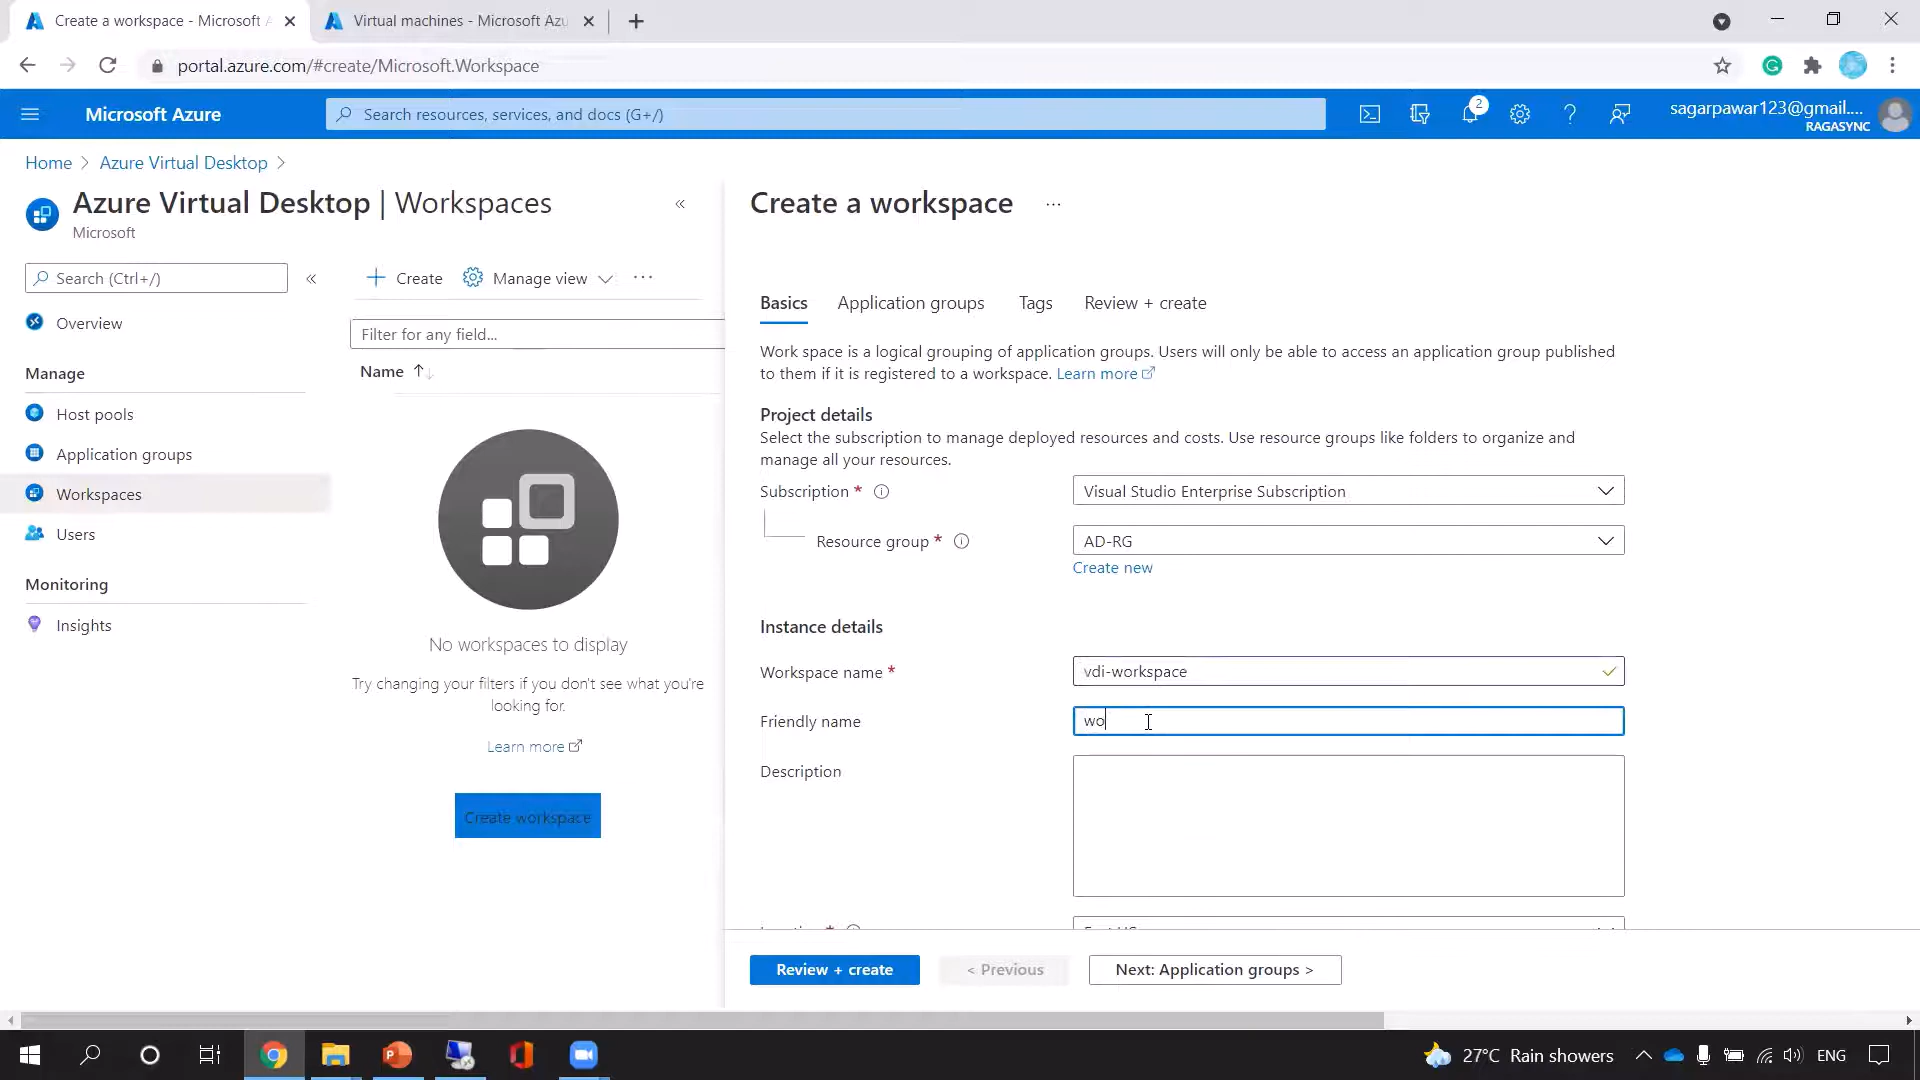 Create a workspace - Microsoft A
Virtual machines - Microsoft Azu
portal.azure.com/#create/Microsoft.Workspace
Microsoft Azure
Search resources, services, and docs (G+/)
2
sagarpawar123@gmail....
RAGASYNC
Home > Azure Virtual Desktop >
Azure Virtual Desktop | Workspaces
Microsoft
Search (Ctrl+/)
Overview
Manage
Host pools
Application groups
Workspaces
Users
Monitoring
Insights
Create
Manage view
Filter for any field...
Name
No workspaces to display
Try changing your filters if you don't see what you're
looking for.
Learn more
Create workspace
Create a workspace
Basics
Application groups
Tags
Review + create
Work space is a logical grouping of application groups. Users will only be able to access an application group published
to them if it is registered to a workspace. Learn more
Project details
Select the subscription to manage deployed resources and costs. Use resource groups like folders to organize and
manage all your resources.
Subscription *
Visual Studio Enterprise Subscription
Resource group *
AD-RG
Create new
Instance details
Workspace name *
vdi-workspace
Friendly name
wo
Description
Review + create
< Previous
Next: Application groups >
27°C Rain showers
ENG